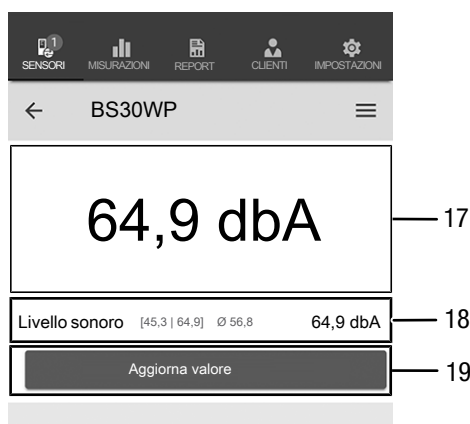 1
SENSORI MISURAZIONI REPORT CLIENTI IMPOSTAZIONI
BS30WP
64,9 dbA
17
Livello sonoro [45,3 | 64,9] Ø 56,8 64,9 dbA
18
Aggiorna valore
19